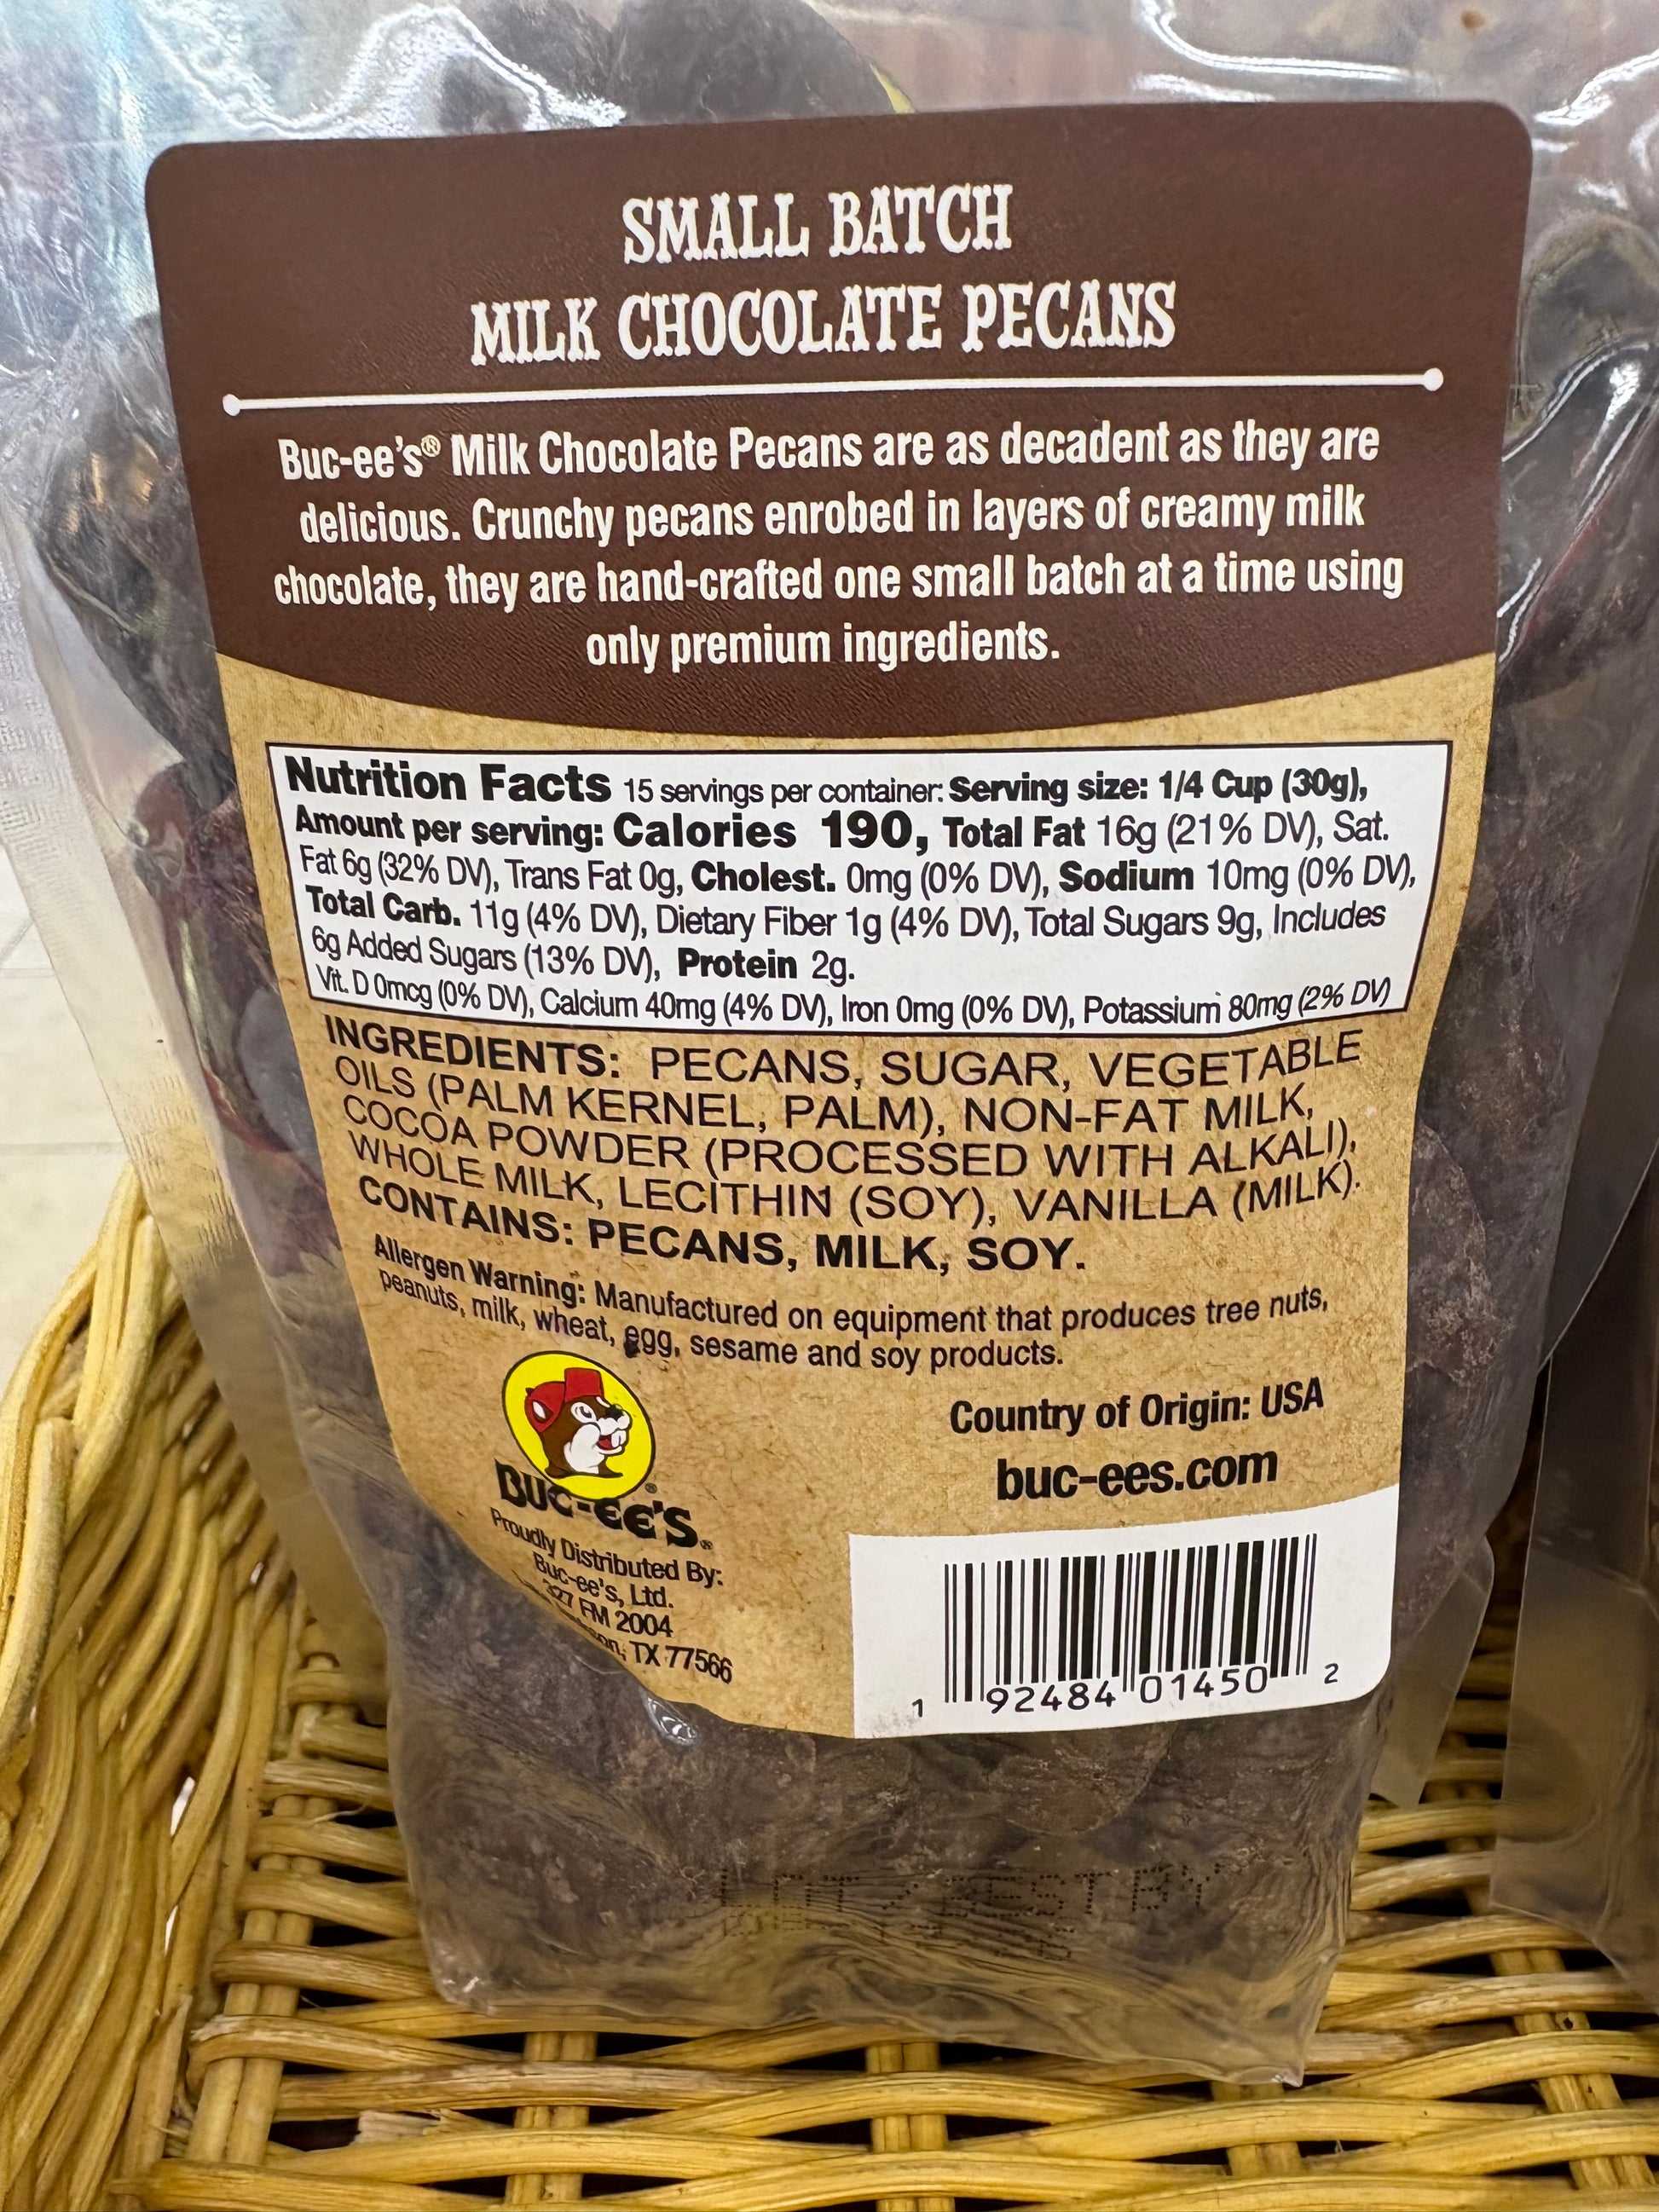 SMALL BATCH
MILK CHOCOLATE PECANS
Buc-ee's® Milk Chocolate Pecans are as decadent as they are
delicious. Crunchy pecans enrobed in layers of creamy milk
chocolate, they are hand-crafted one small batch at a time using
only premium ingredients.
Nutrition Facts 15 servings per container: Serving size: 1/4 Cup (30g),
Amount per serving: Calories 190, Total Fat 16g (21% DV), Sat.
Fat 6g (32% DV), Trans Fat 0g, Cholest. 0mg (0% DV), Sodium 10mg (0% DV),
Total Carb. 11g (4% DV), Dietary Fiber 1g (4% DV), Total Sugars 9g, Includes
6g Added Sugars (13% DV), Protein 2g.
Vit. D 0mcg (0% DV), Calcium 40mg (4% DV), Iron 0mg (0% DV), Potassium 80mg (2% DV)
INGREDIENTS: PECANS, SUGAR, VEGETABLE
OILS (PALM KERNEL, PALM), NON-FAT MILK,
COCOA POWDER (PROCESSED WITH ALKALI),
WHOLE MILK, LECITHIN (SOY), VANILLA (MILK).
CONTAINS: PECANS, MILK, SOY.
Allergen Warning: Manufactured on equipment that produces tree nuts,
peanuts, milk, wheat, egg, sesame and soy products.
Country of Origin: USA
buc-ees.com
BUC-EE'S®
Proudly Distributed By:
Buc-ee's, Ltd.
327 FM 2004
TX 77566
1 92484 01450 2